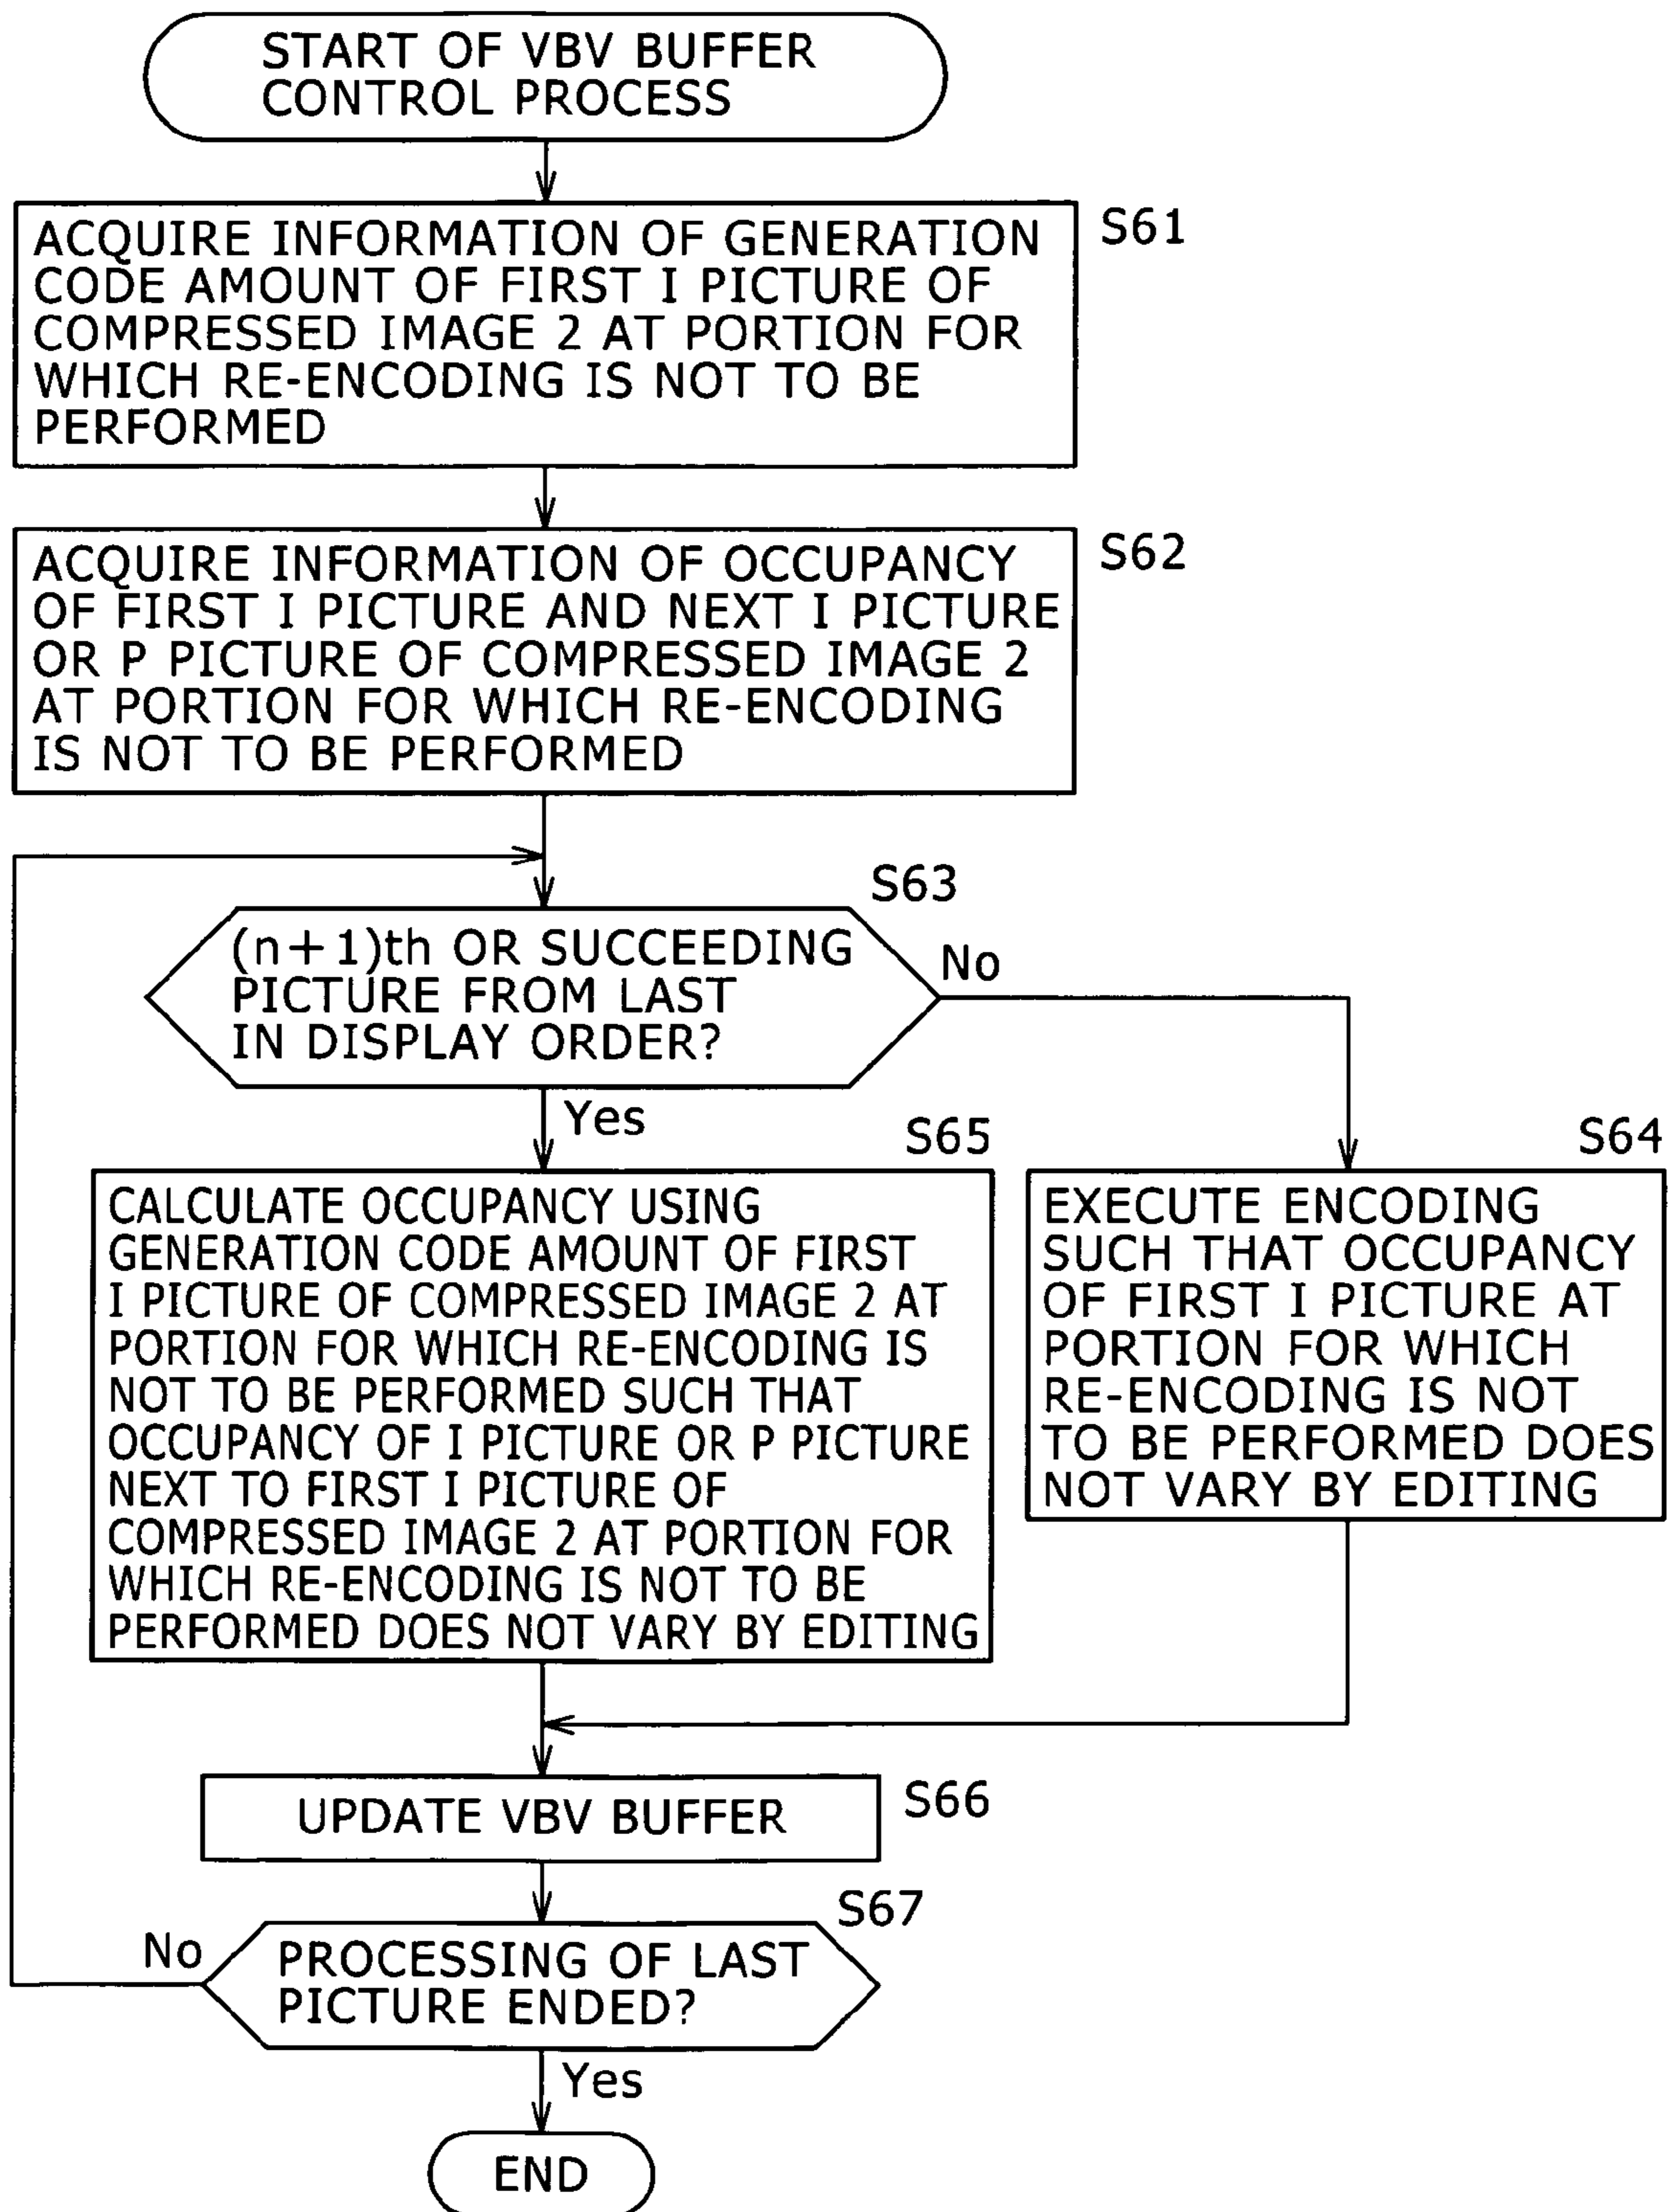 START OF VBV BUFFER
CONTROL PROCESS
S61
ACQUIRE INFORMATION OF GENERATION
CODE AMOUNT OF FIRST I PICTURE OF
COMPRESSED IMAGE 2 AT PORTION FOR
WHICH RE-ENCODING IS NOT TO BE
PERFORMED
S62
ACQUIRE INFORMATION OF OCCUPANCY
OF FIRST I PICTURE AND NEXT I PICTURE
OR P PICTURE OF COMPRESSED IMAGE 2
AT PORTION FOR WHICH RE-ENCODING
IS NOT TO BE PERFORMED
S63
(n+1)th OR SUCCEEDING
PICTURE FROM LAST
IN DISPLAY ORDER?
No
Yes
S65
CALCULATE OCCUPANCY USING
GENERATION CODE AMOUNT OF FIRST
I PICTURE OF COMPRESSED IMAGE 2 AT
PORTION FOR WHICH RE-ENCODING IS
NOT TO BE PERFORMED SUCH THAT
OCCUPANCY OF I PICTURE OR P PICTURE
NEXT TO FIRST I PICTURE OF
COMPRESSED IMAGE 2 AT PORTION FOR
WHICH RE-ENCODING IS NOT TO BE
PERFORMED DOES NOT VARY BY EDITING
S64
EXECUTE ENCODING
SUCH THAT OCCUPANCY
OF FIRST I PICTURE AT
PORTION FOR WHICH
RE-ENCODING IS NOT
TO BE PERFORMED DOES
NOT VARY BY EDITING
UPDATE VBV BUFFER
S66
S67
No
PROCESSING OF LAST
PICTURE ENDED?
Yes
END